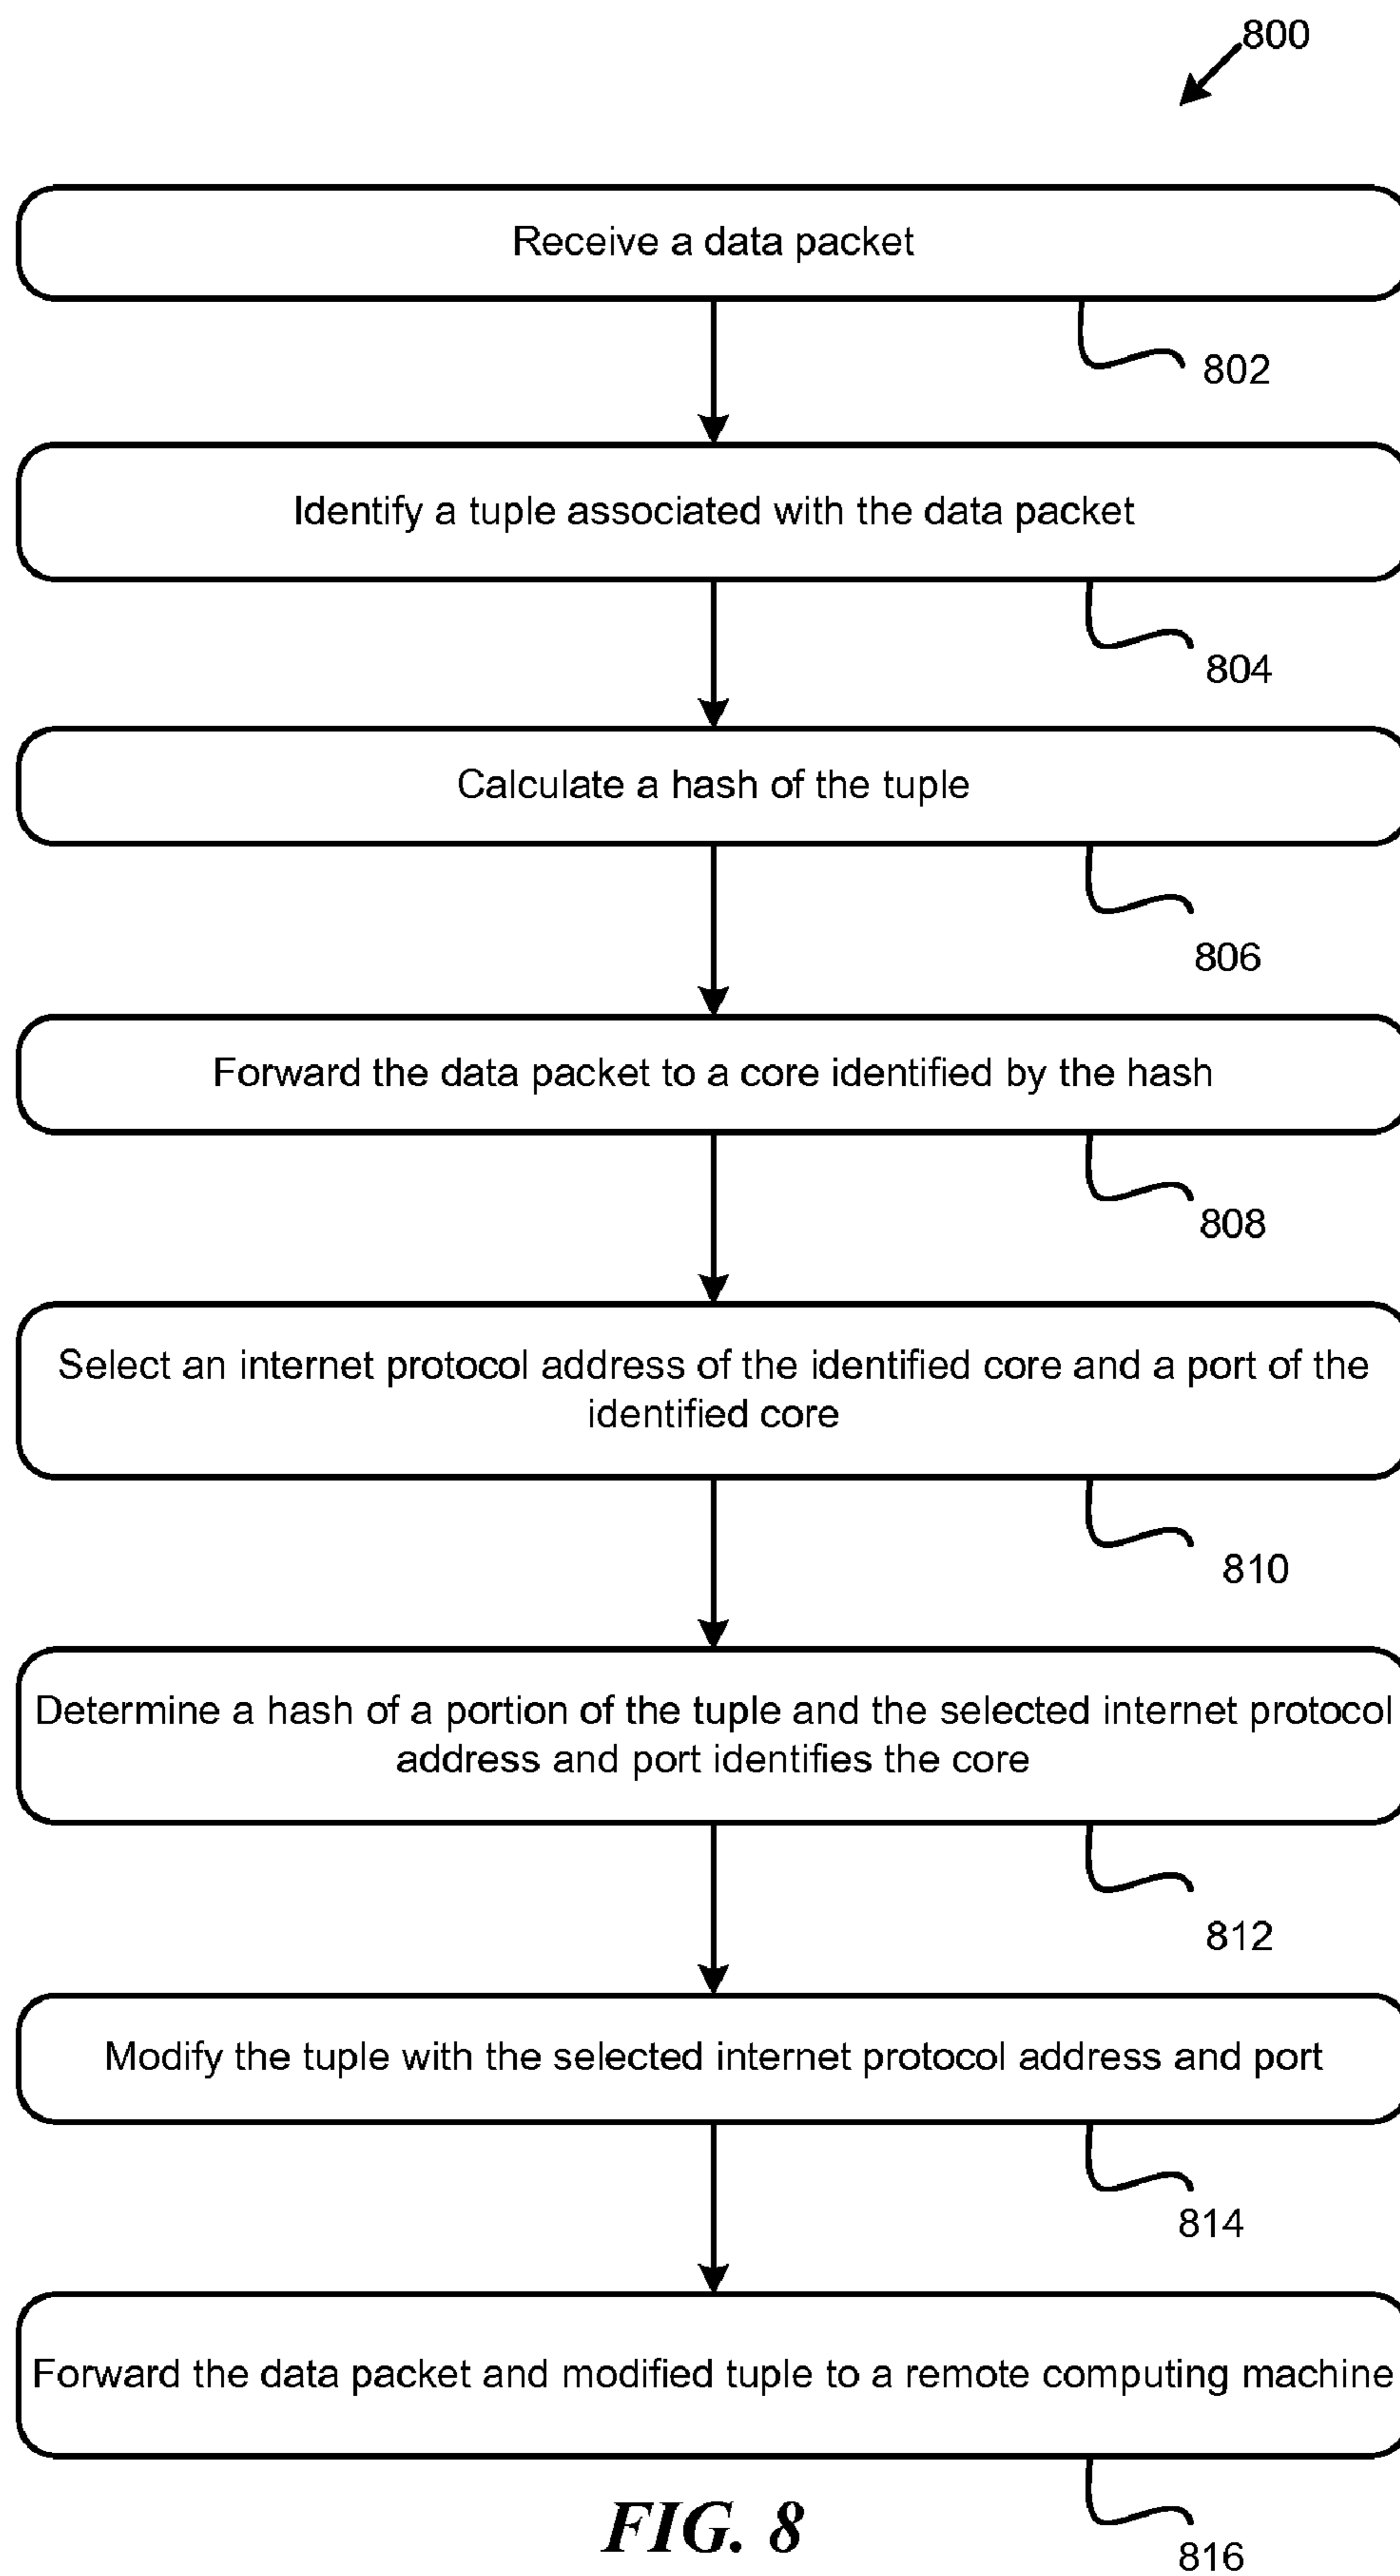 800
Receive a data packet
802
Identify a tuple associated with the data packet
804
Calculate a hash of the tuple
806
Forward the data packet to a core identified by the hash
808
Select an internet protocol address of the identified core and a port of the
identified core
810
Determine a hash of a portion of the tuple and the selected internet protocol
address and port identifies the core
812
Modify the tuple with the selected internet protocol address and port
814
Forward the data packet and modified tuple to a remote computing machine
FIG. 8
816